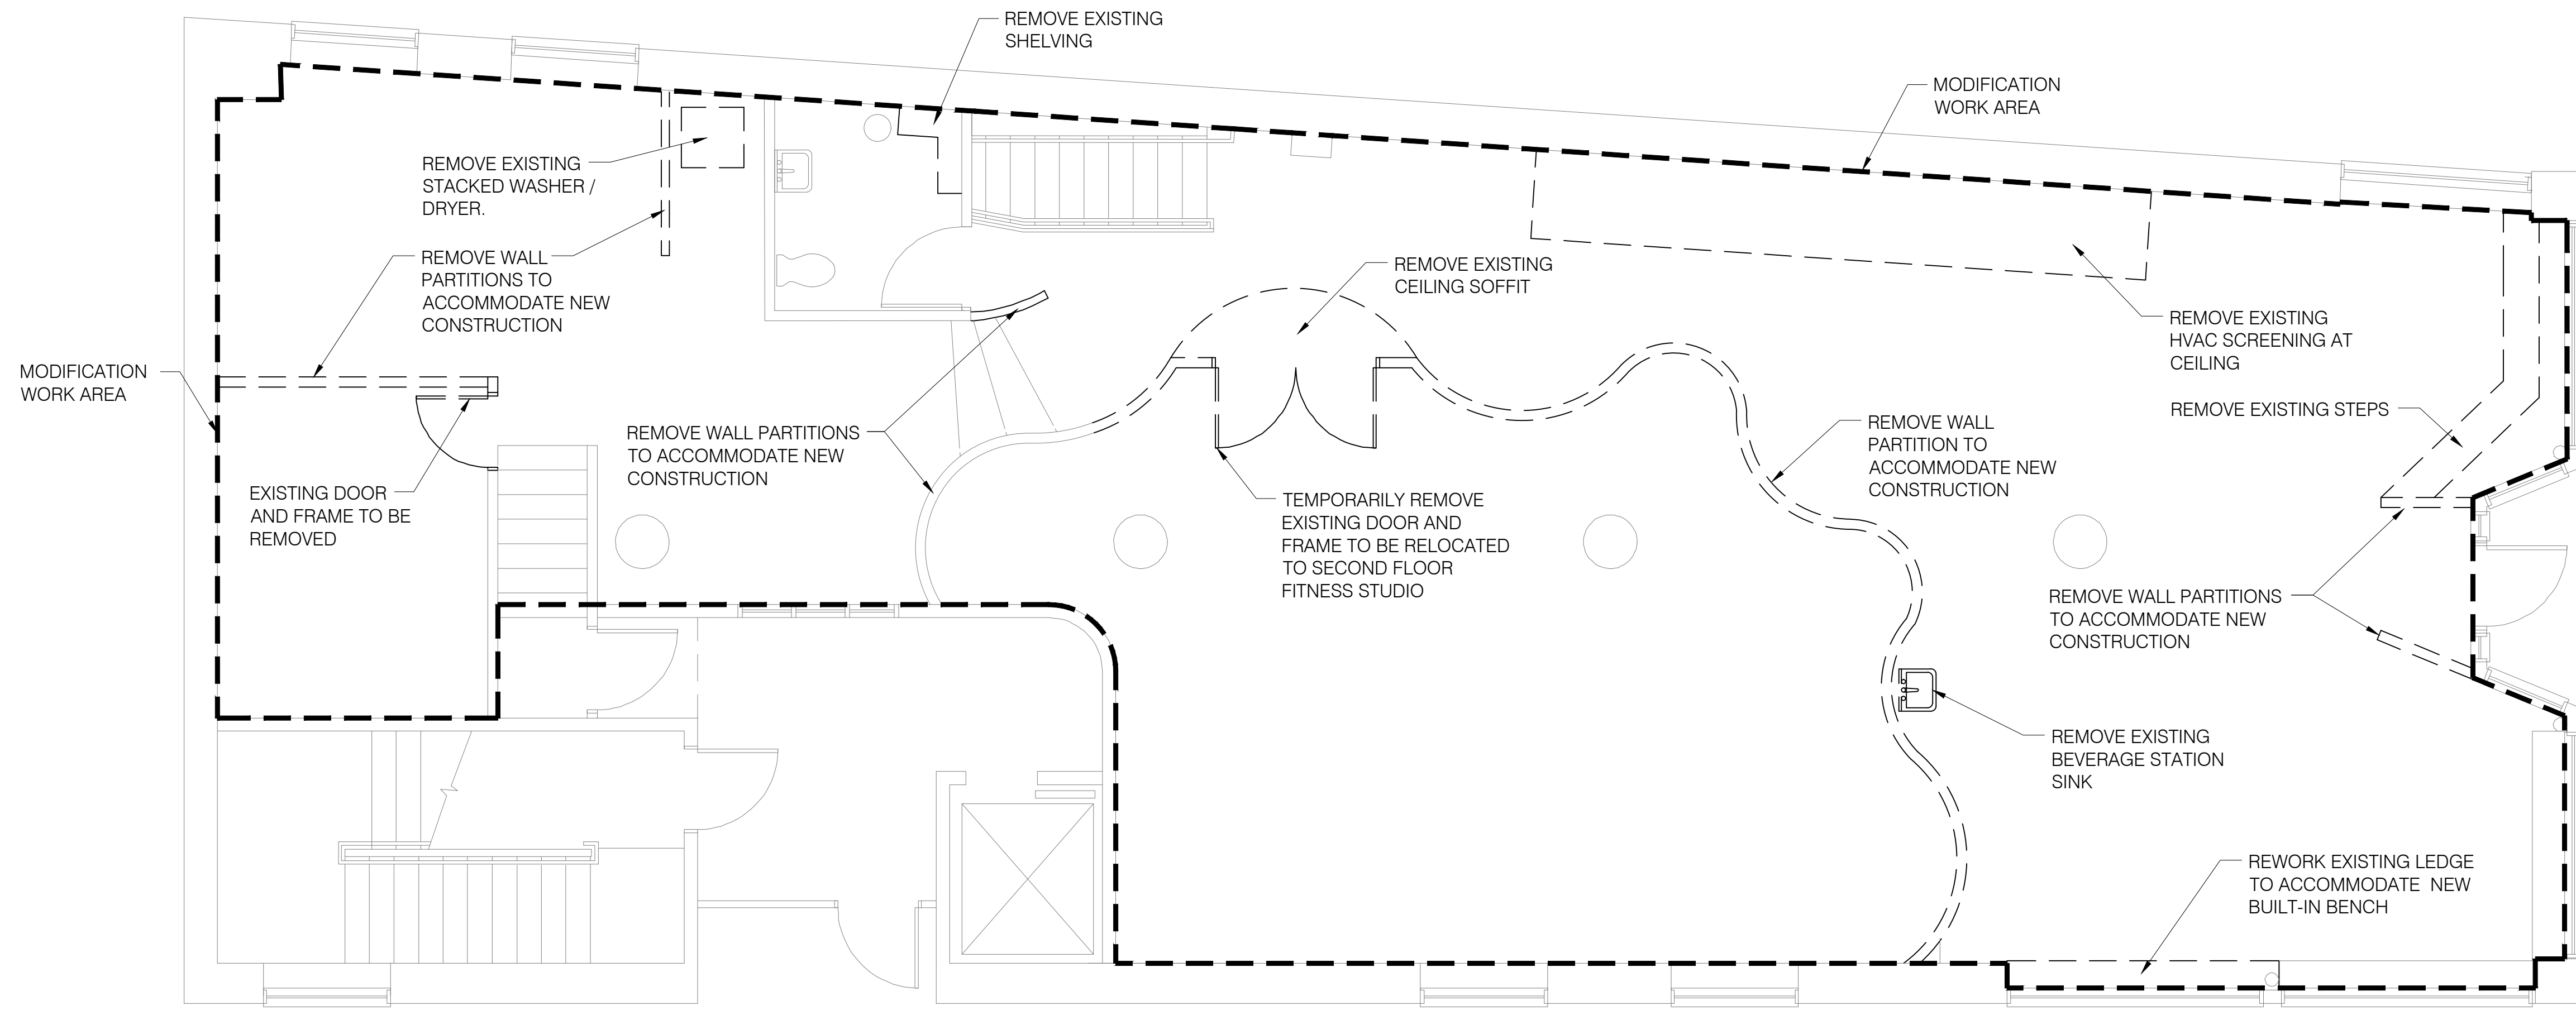 REMOVE EXISTING
SHELVING
MODIFICATION
WORK AREA
REMOVE EXISTING
STACKED WASHER /
DRYER.
REMOVE WALL
PARTITIONS TO
ACCOMMODATE NEW
CONSTRUCTION
REMOVE EXISTING
CEILING SOFFIT
REMOVE EXISTING
HVAC SCREENING AT
CEILING
MODIFICATION
WORK AREA
REMOVE EXISTING STEPS
REMOVE WALL PARTITIONS
TO ACCOMMODATE NEW
CONSTRUCTION
REMOVE WALL
PARTITION TO
ACCOMMODATE NEW
CONSTRUCTION
EXISTING DOOR
AND FRAME TO BE
REMOVED
TEMPORARILY REMOVE
EXISTING DOOR AND
FRAME TO BE RELOCATED
TO SECOND FLOOR
FITNESS STUDIO
REMOVE WALL PARTITIONS
TO ACCOMMODATE NEW
CONSTRUCTION
REMOVE EXISTING
BEVERAGE STATION
SINK
REWORK EXISTING LEDGE
TO ACCOMMODATE NEW
BUILT-IN BENCH